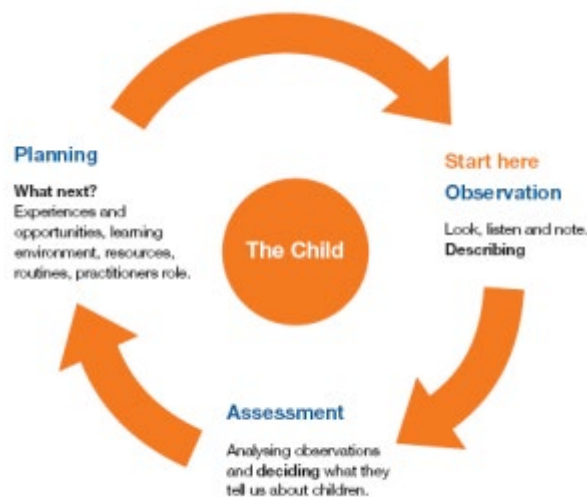 Planning
What next?
Experiences and
opportunities, learning
environment, resources,
routines, practitioners role.
The Child
Start here
Observation
Look, listen and note.
Describing
Assessment
Analysing observations
and deciding what they
tell us about children.